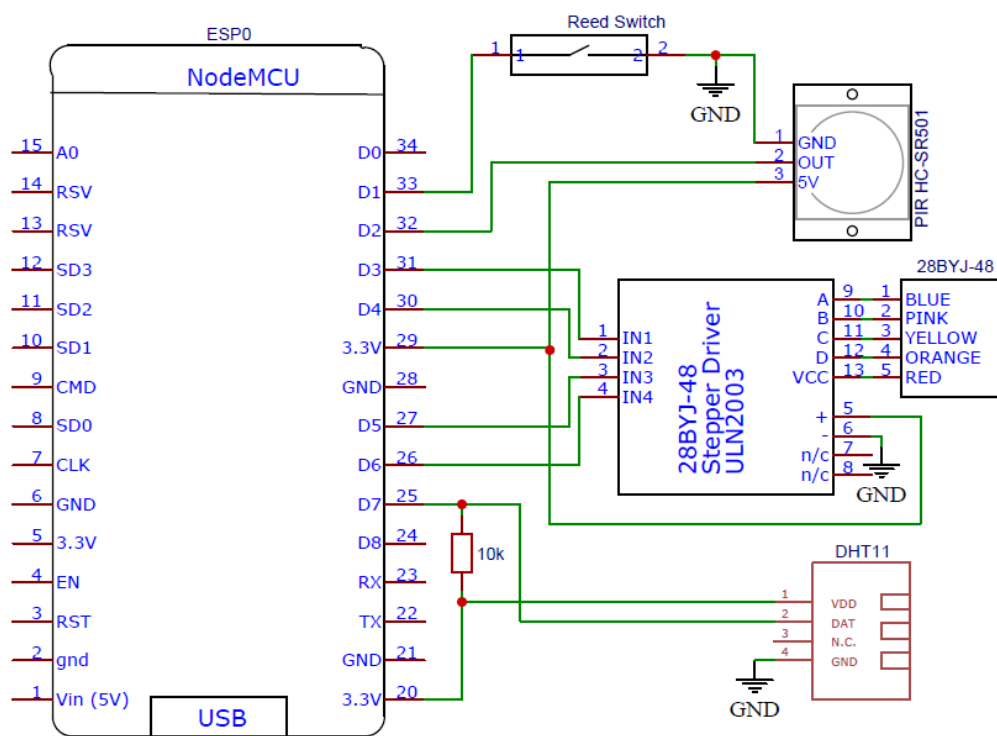 ESP0
NodeMCU
15 A0
14 RSV
13 RSV
12 SD3
11 SD2
10 SD1
9 CMD
8 SD0
7 CLK
6 GND
5 3.3V
4 EN
3 RST
2 gnd
1 Vin (5V)
D0 34
D1 33
D2 32
D3 31
D4 30
3.3V 29
GND 28
D5 27
D6 26
D7 25
D8 24
RX 23
TX 22
GND 21
3.3V 20
USB
Reed Switch
1 1 2 2
GND
1 GND
2 OUT
3 5V
PIR HC-SR501
1 IN1
2 IN2
3 IN3
4 IN4
28BYJ-48
Stepper Driver
ULN2003
A 9
B 10
C 11
D 12
VCC 13
+ 5
- 6
n/c 7
n/c 8
GND
28BYJ-48
1 BLUE
2 PINK
3 YELLOW
4 ORANGE
5 RED
10k
DHT11
1 VDD
2 DAT
3 N.C.
4 GND
GND